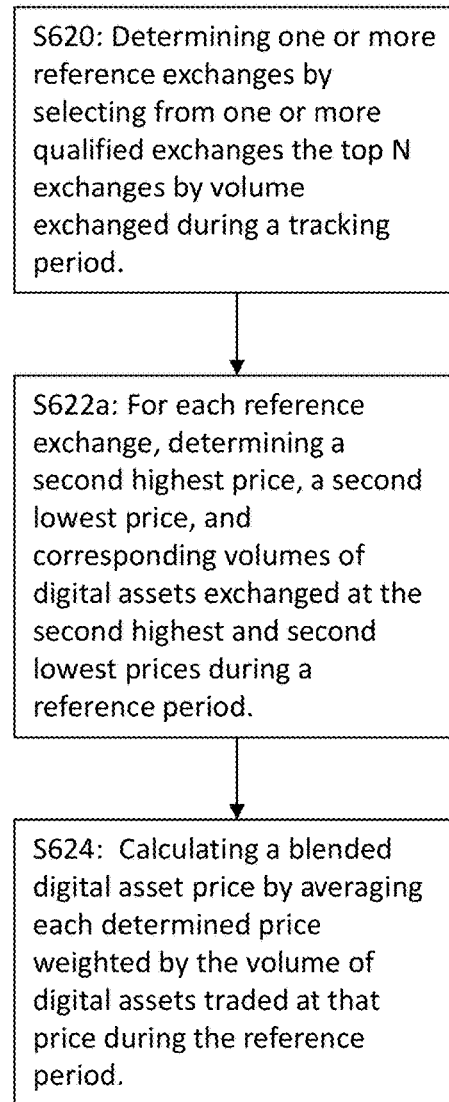 S620: Determining one or more
reference exchanges by
selecting from one or more
qualified exchanges the top N
exchanges by volume
exchanged during a tracking
period.
S622a: For each reference
exchange, determining a
second highest price, a second
lowest price, and
corresponding volumes of
digital assets exchanged at the
second highest and second
lowest prices during a
reference period.
S624: Calculating a blended
digital asset price by averaging
each determined price
weighted by the volume of
digital assets traded at that
price during the reference
period.